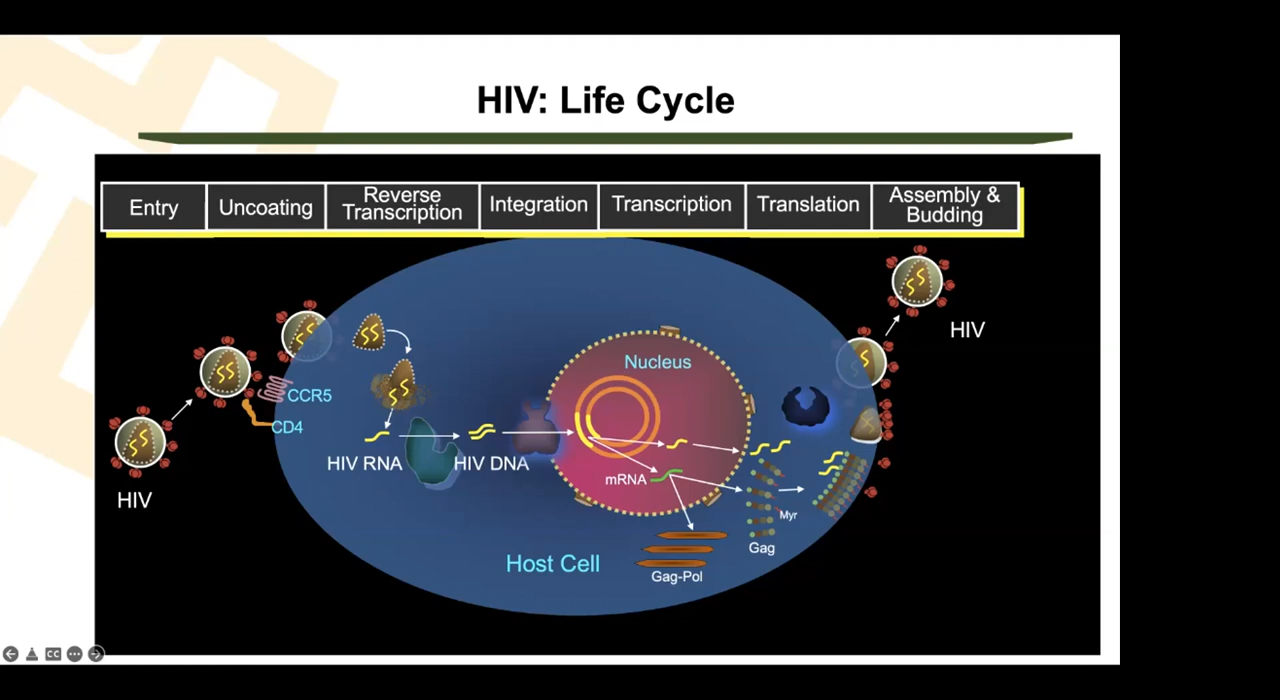 HIV: Life Cycle
Entry
Uncoating
Reverse
Transcription
Integration
Transcription
Translation
Assembly &
Budding
HIV
Nucleus
CCR5
CD4
HIV RNA
HIV DNA
mRNA
HIV
Myr
Gag
Host Cell
Gag-Pol
CC